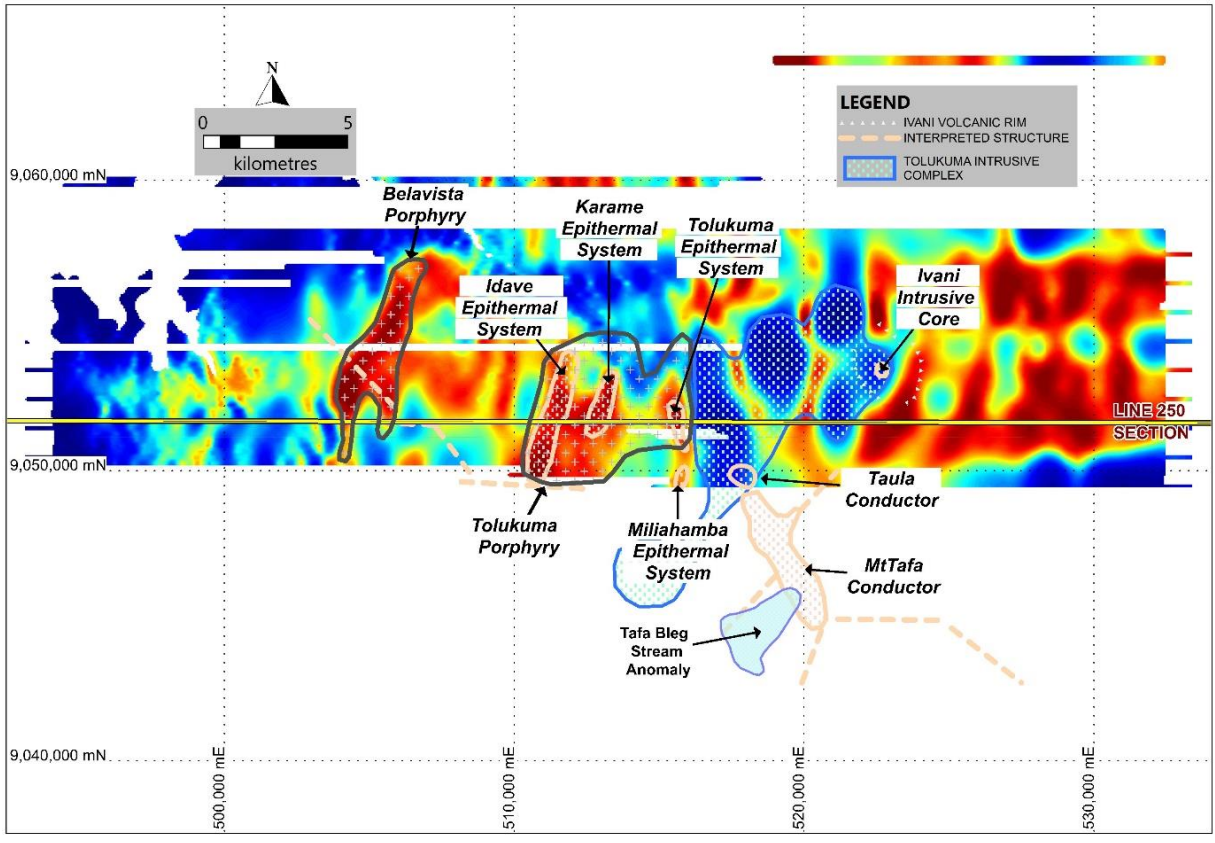 N
0 5
kilometres
LEGEND
IVANI VOLCANIC RIM
INTERPRETED STRUCTURE
TOLUKUMA INTRUSIVE
COMPLEX
9,060,000 mN
Belavista
Porphyry
Karame
Epithermal
System
Tolukuma
Epithermal
System
Idave
Epithermal
System
Ivani
Intrusive
Core
LINE 250
SECTION
9,050,000 mN
Taula
Conductor
Tolukuma
Porphyry
Miliahamba
Epithermal
System
MtTafa
Conductor
Tafa Bleg
Stream
Anomaly
9,040,000 mN
500,000 mE
510,000 mE
520,000 mE
530,000 mE